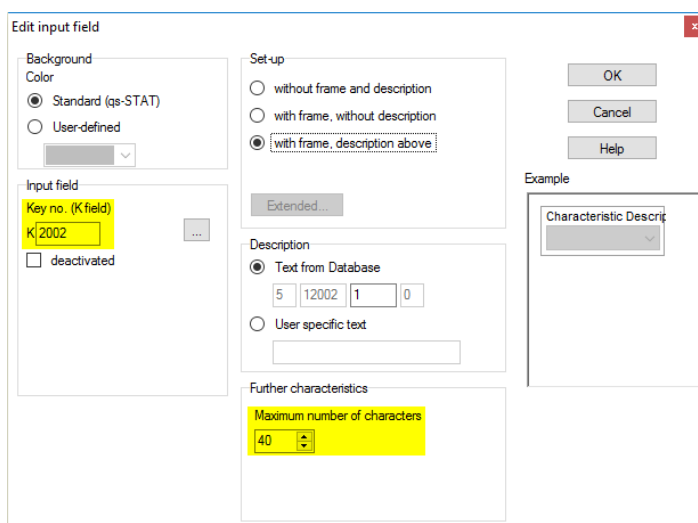 Edit input field
x
Background
Color
Standard (qs-STAT)
User-defined
Input field
Key no. (K field)
K 2002
...
deactivated
Set-up
without frame and description
with frame, without description
with frame, description above
Extended...
Description
Text from Database
5 12002 1 0
User specific text
Further characteristics
Maximum number of characters
40
OK
Cancel
Help
Example
Characteristic Descrip